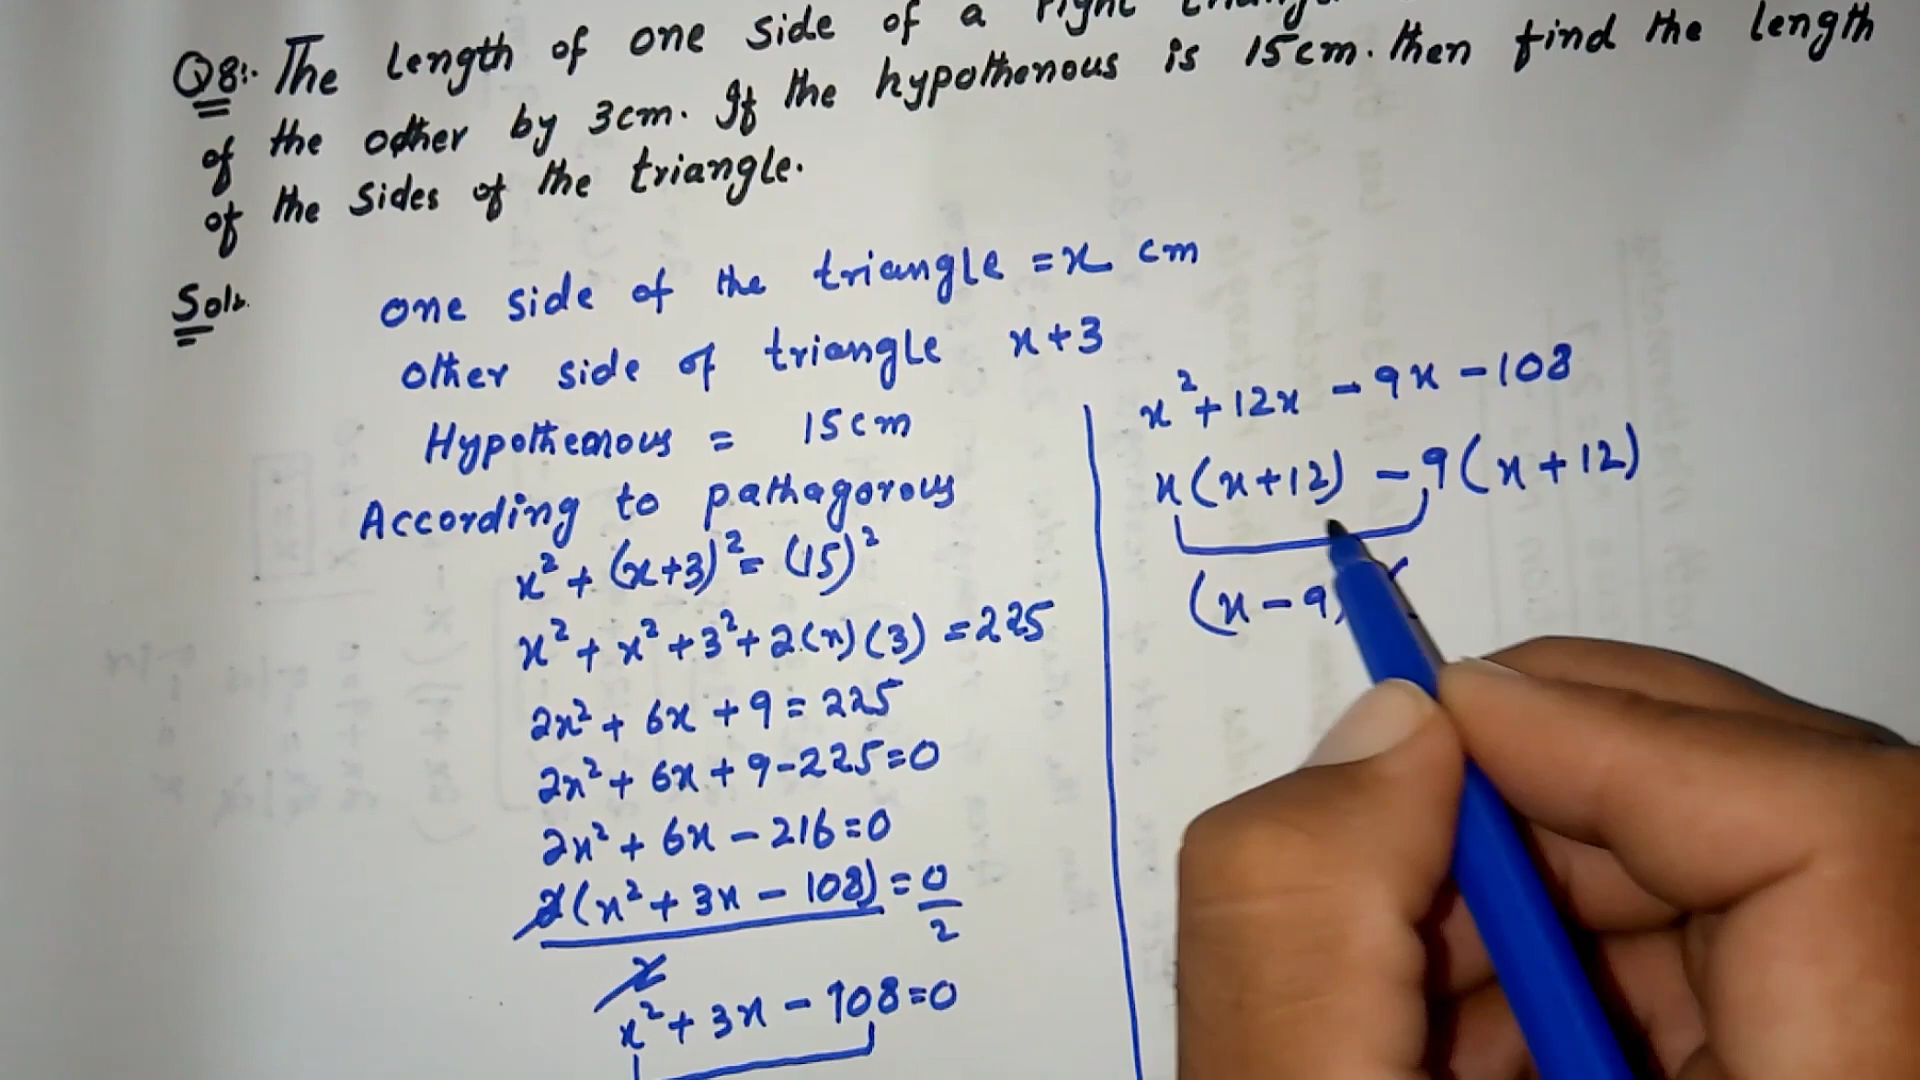 Q8:- The length of one side of a right
of the other by 3cm. If the hypothenous is 15cm. then find the length
of the sides of the triangle.
Sol:
one side of the triangle = x cm
other side of triangle x+3
Hypothenous = 15cm
According to pathagorous
x² + (x+3)² = (15)²
x² + x² + 3² + 2(x)(3) = 225
2x² + 6x + 9 = 225
2x² + 6x + 9 - 225 = 0
2x² + 6x - 216 = 0
2(x² + 3x - 108) = 0
2 2
x² + 3x - 108 = 0
x² + 12x - 9x - 108
x(x+12) - 9(x+12)
(x-9)